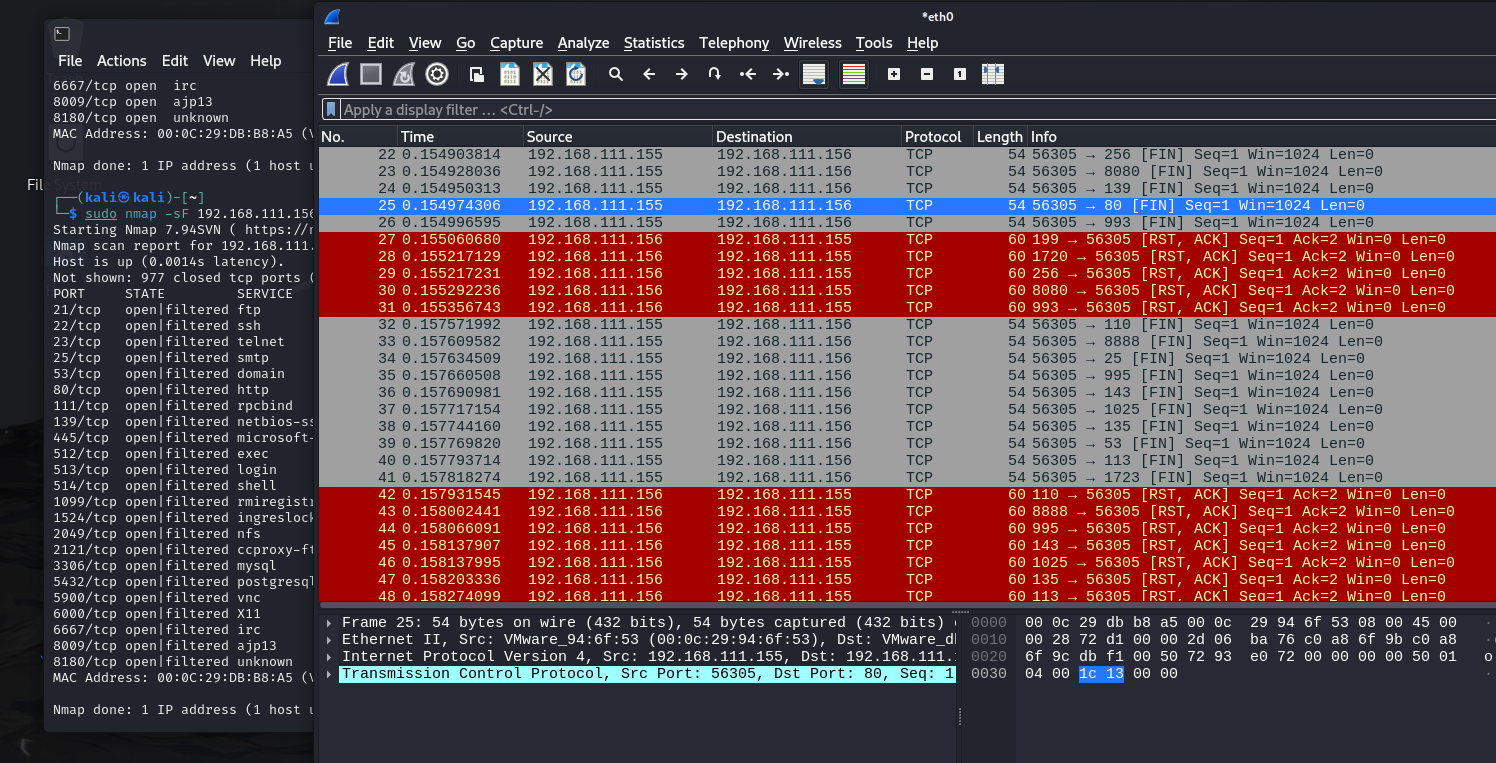 File Actions Edit View Help
6667/tcp open irc
8009/tcp open ajp13
8180/tcp open unknown
MAC Address: 00:0C:29:DB:B8:A5 (V
Nmap done: 1 IP address (1 host u
File System
┌──(kali㉿kali)-[~]
└─$ sudo nmap -sF 192.168.111.156
Starting Nmap 7.94SVN ( https://n
Nmap scan report for 192.168.111.
Host is up (0.0014s latency).
Not shown: 977 closed tcp ports (
PORT STATE SERVICE
21/tcp open|filtered ftp
22/tcp open|filtered ssh
23/tcp open|filtered telnet
25/tcp open|filtered smtp
53/tcp open|filtered domain
80/tcp open|filtered http
111/tcp open|filtered rpcbind
139/tcp open|filtered netbios-ss
445/tcp open|filtered microsoft-
512/tcp open|filtered exec
513/tcp open|filtered login
514/tcp open|filtered shell
1099/tcp open|filtered rmiregistr
1524/tcp open|filtered ingreslock
2049/tcp open|filtered nfs
2121/tcp open|filtered ccproxy-ft
3306/tcp open|filtered mysql
5432/tcp open|filtered postgresql
5900/tcp open|filtered vnc
6000/tcp open|filtered X11
6667/tcp open|filtered irc
8009/tcp open|filtered ajp13
8180/tcp open|filtered unknown
MAC Address: 00:0C:29:DB:B8:A5 (V
Nmap done: 1 IP address (1 host u
*eth0
File Edit View Go Capture Analyze Statistics Telephony Wireless Tools Help
Apply a display filter … <Ctrl-/>
No. Time Source Destination Protocol Length Info
22 0.154903814 192.168.111.155 192.168.111.156 TCP 54 56305 → 256 [FIN] Seq=1 Win=1024 Len=0
23 0.154928036 192.168.111.155 192.168.111.156 TCP 54 56305 → 8080 [FIN] Seq=1 Win=1024 Len=0
24 0.154950313 192.168.111.155 192.168.111.156 TCP 54 56305 → 139 [FIN] Seq=1 Win=1024 Len=0
25 0.154974306 192.168.111.155 192.168.111.156 TCP 54 56305 → 80 [FIN] Seq=1 Win=1024 Len=0
26 0.154996595 192.168.111.155 192.168.111.156 TCP 54 56305 → 993 [FIN] Seq=1 Win=1024 Len=0
27 0.155060680 192.168.111.156 192.168.111.155 TCP 60 199 → 56305 [RST, ACK] Seq=1 Ack=2 Win=0 Len=0
28 0.155217129 192.168.111.156 192.168.111.155 TCP 60 1720 → 56305 [RST, ACK] Seq=1 Ack=2 Win=0 Len=0
29 0.155217231 192.168.111.156 192.168.111.155 TCP 60 256 → 56305 [RST, ACK] Seq=1 Ack=2 Win=0 Len=0
30 0.155292236 192.168.111.156 192.168.111.155 TCP 60 8080 → 56305 [RST, ACK] Seq=1 Ack=2 Win=0 Len=0
31 0.155356743 192.168.111.156 192.168.111.155 TCP 60 993 → 56305 [RST, ACK] Seq=1 Ack=2 Win=0 Len=0
32 0.157571992 192.168.111.155 192.168.111.156 TCP 54 56305 → 110 [FIN] Seq=1 Win=1024 Len=0
33 0.157609582 192.168.111.155 192.168.111.156 TCP 54 56305 → 8888 [FIN] Seq=1 Win=1024 Len=0
34 0.157634509 192.168.111.155 192.168.111.156 TCP 54 56305 → 25 [FIN] Seq=1 Win=1024 Len=0
35 0.157660508 192.168.111.155 192.168.111.156 TCP 54 56305 → 995 [FIN] Seq=1 Win=1024 Len=0
36 0.157690981 192.168.111.155 192.168.111.156 TCP 54 56305 → 143 [FIN] Seq=1 Win=1024 Len=0
37 0.157717154 192.168.111.155 192.168.111.156 TCP 54 56305 → 1025 [FIN] Seq=1 Win=1024 Len=0
38 0.157744160 192.168.111.155 192.168.111.156 TCP 54 56305 → 135 [FIN] Seq=1 Win=1024 Len=0
39 0.157769820 192.168.111.155 192.168.111.156 TCP 54 56305 → 53 [FIN] Seq=1 Win=1024 Len=0
40 0.157793714 192.168.111.155 192.168.111.156 TCP 54 56305 → 113 [FIN] Seq=1 Win=1024 Len=0
41 0.157818274 192.168.111.155 192.168.111.156 TCP 54 56305 → 1723 [FIN] Seq=1 Win=1024 Len=0
42 0.157931545 192.168.111.156 192.168.111.155 TCP 60 110 → 56305 [RST, ACK] Seq=1 Ack=2 Win=0 Len=0
43 0.158002441 192.168.111.156 192.168.111.155 TCP 60 8888 → 56305 [RST, ACK] Seq=1 Ack=2 Win=0 Len=0
44 0.158066091 192.168.111.156 192.168.111.155 TCP 60 995 → 56305 [RST, ACK] Seq=1 Ack=2 Win=0 Len=0
45 0.158137907 192.168.111.156 192.168.111.155 TCP 60 143 → 56305 [RST, ACK] Seq=1 Ack=2 Win=0 Len=0
46 0.158137995 192.168.111.156 192.168.111.155 TCP 60 1025 → 56305 [RST, ACK] Seq=1 Ack=2 Win=0 Len=0
47 0.158203336 192.168.111.156 192.168.111.155 TCP 60 135 → 56305 [RST, ACK] Seq=1 Ack=2 Win=0 Len=0
48 0.158274099 192.168.111.156 192.168.111.155 TCP 60 113 → 56305 [RST, ACK] Seq=1 Ack=2 Win=0 Len=0
Frame 25: 54 bytes on wire (432 bits), 54 bytes captured (432 bits)
Ethernet II, Src: VMware_94:6f:53 (00:0c:29:94:6f:53), Dst: VMware_d
Internet Protocol Version 4, Src: 192.168.111.155, Dst: 192.168.111.
Transmission Control Protocol, Src Port: 56305, Dst Port: 80, Seq: 1
0000 00 0c 29 db b8 a5 00 0c 29 94 6f 53 08 00 45 00
0010 00 28 72 d1 00 00 2d 06 ba 76 c0 a8 6f 9b c0 a8
0020 6f 9c db f1 00 50 72 93 e0 72 00 00 00 00 50 01 o
0030 04 00 1c 13 00 00